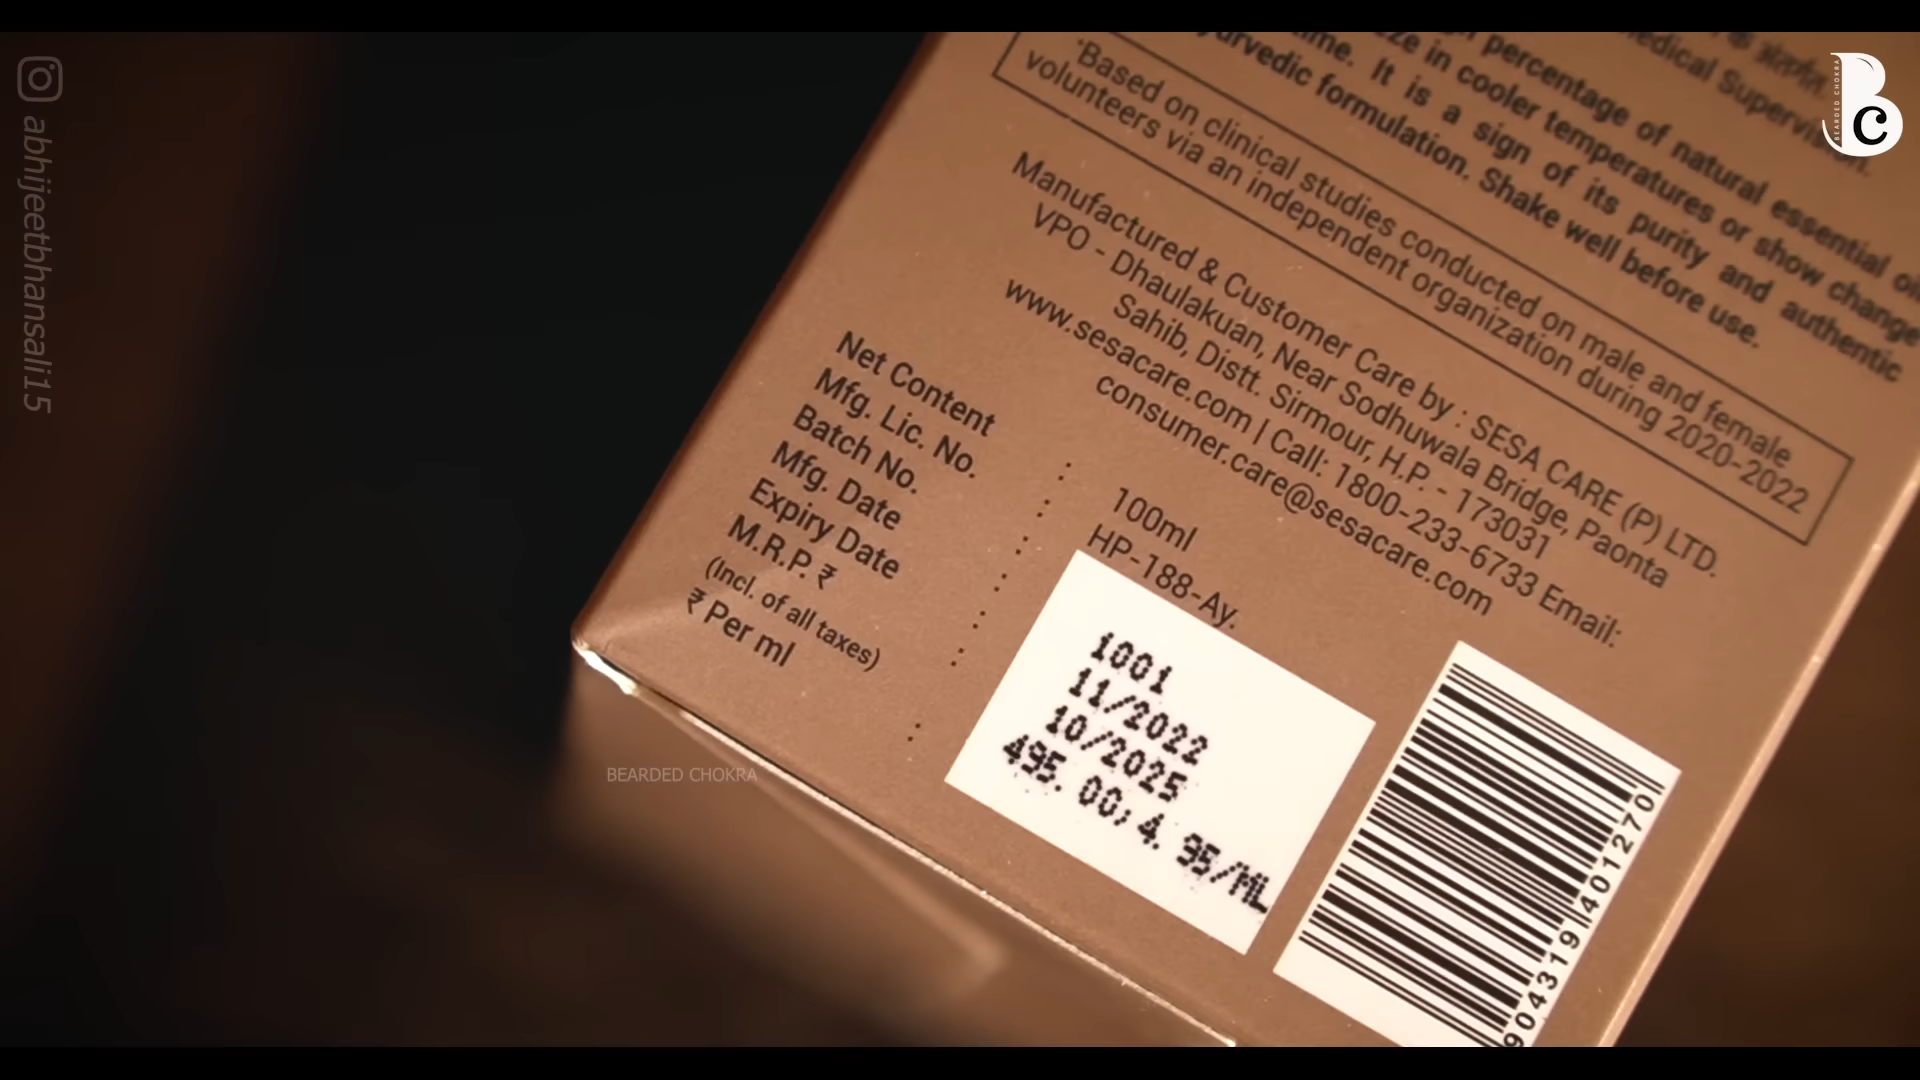 abhijeetbhansali15
BEARDED CHOKRA
Bc
percentage of natural essential
in cooler temperatures or show change
It is a sign of its purity and authentic
formulation. Shake well before use.
*Based on clinical studies conducted on male and female
volunteers via an independent organization during 2020-2022
Manufactured & Customer Care by : SESA CARE (P) LTD.
VPO - Dhaulakuan, Near Sodhuwala Bridge, Paonta
Sahib, Distt. Sirmour, H.P. - 173031
www.sesacare.com | Call: 1800-233-6733 Email:
consumer.care@sesacare.com
Net Content : 100ml
Mfg. Lic. No. : HP-188-Ay.
Batch No. : 1001
Mfg. Date : 11/2022
Expiry Date : 10/2025
M.R.P. ₹ : 495.00;4.95/ML
(Incl. of all taxes)
₹ Per ml :
904319401270
BEARDED CHOKRA